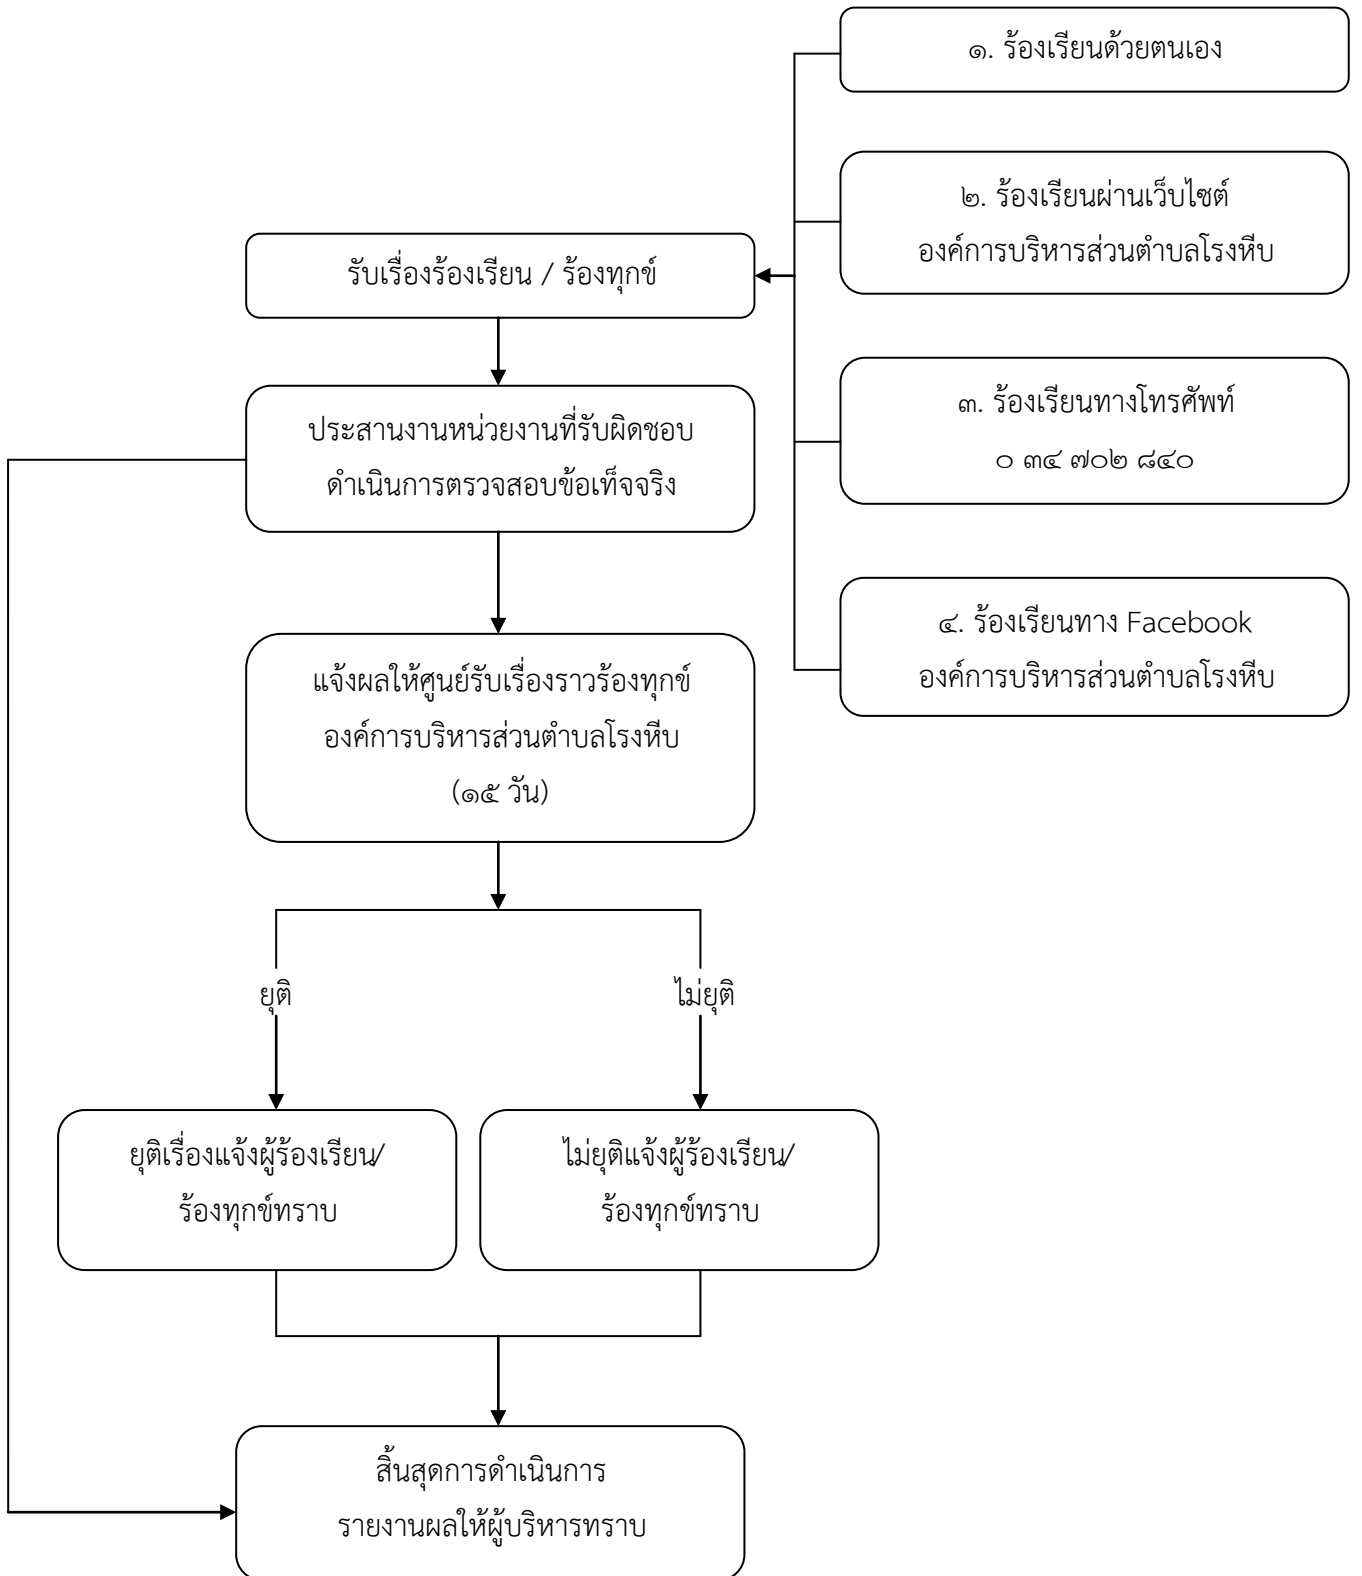 ๑. ร้องเรียนด้วยตนเอง
๒. ร้องเรียนผ่านเว็บไซต์
องค์การบริหารส่วนตำบลโรงหีบ
รับเรื่องร้องเรียน / ร้องทุกข์
๓. ร้องเรียนทางโทรศัพท์
๐ ๓๔ ๗๐๒ ๘๔๐
ประสานงานหน่วยงานที่รับผิดชอบ
ดำเนินการตรวจสอบข้อเท็จจริง
๔. ร้องเรียนทาง Facebook
องค์การบริหารส่วนตำบลโรงหีบ
แจ้งผลให้ศูนย์รับเรื่องราวร้องทุกข์
องค์การบริหารส่วนตำบลโรงหีบ
(๑๕ วัน)
ยุติ
ไม่ยุติ
ยุติเรื่องแจ้งผู้ร้องเรียน/
ร้องทุกข์ทราบ
ไม่ยุติแจ้งผู้ร้องเรียน/
ร้องทุกข์ทราบ
สิ้นสุดการดำเนินการ
รายงานผลให้ผู้บริหารทราบ